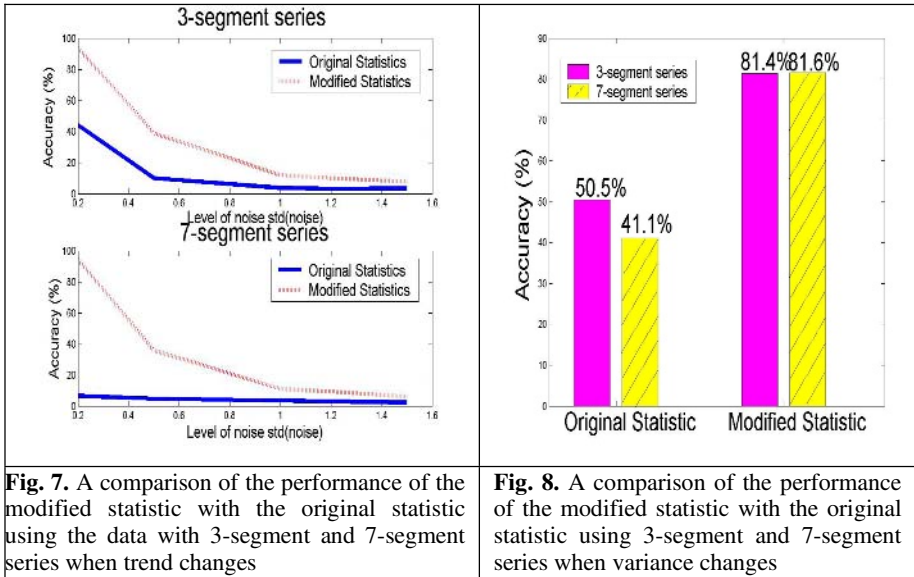 3-segment series
Accuracy (%)
100
80
60
40
20
0
Original Statistics
Modified Statistics
0.2 0.4 0.6 0.8 1 1.2 1.4 1.6
Level of noise std(noise)
7-segment series
Accuracy (%)
100
80
60
40
20
0
Original Statistics
Modified Statistics
0.2 0.4 0.6 0.8 1 1.2 1.4 1.6
Level of noise std(noise)
Fig. 7. A comparison of the performance of the
modified statistic with the original statistic
using the data with 3-segment and 7-segment
series when trend changes
Accuracy (%)
90
80
70
60
50
40
30
20
10
0
3-segment series
7-segment series
50.5%
41.1%
81.4% 81.6%
Original Statistic Modified Statistic
Fig. 8. A comparison of the performance
of the modified statistic with the original
statistic using 3-segment and 7-segment
series when variance changes